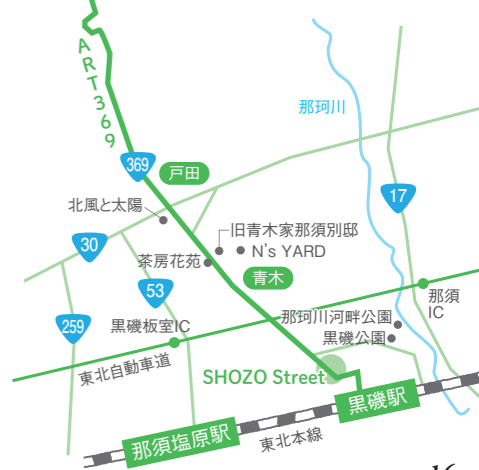 ART369
那珂川
369
戸田
17
北風と太陽
旧青木家那須別邸
N's YARD
30
茶房花苑
青木
53
那須
IC
259
黒磯板室IC
那珂川河畔公園
黒磯公園
東北自動車道
SHOZO Street
黒磯駅
那須塩原駅
東北本線